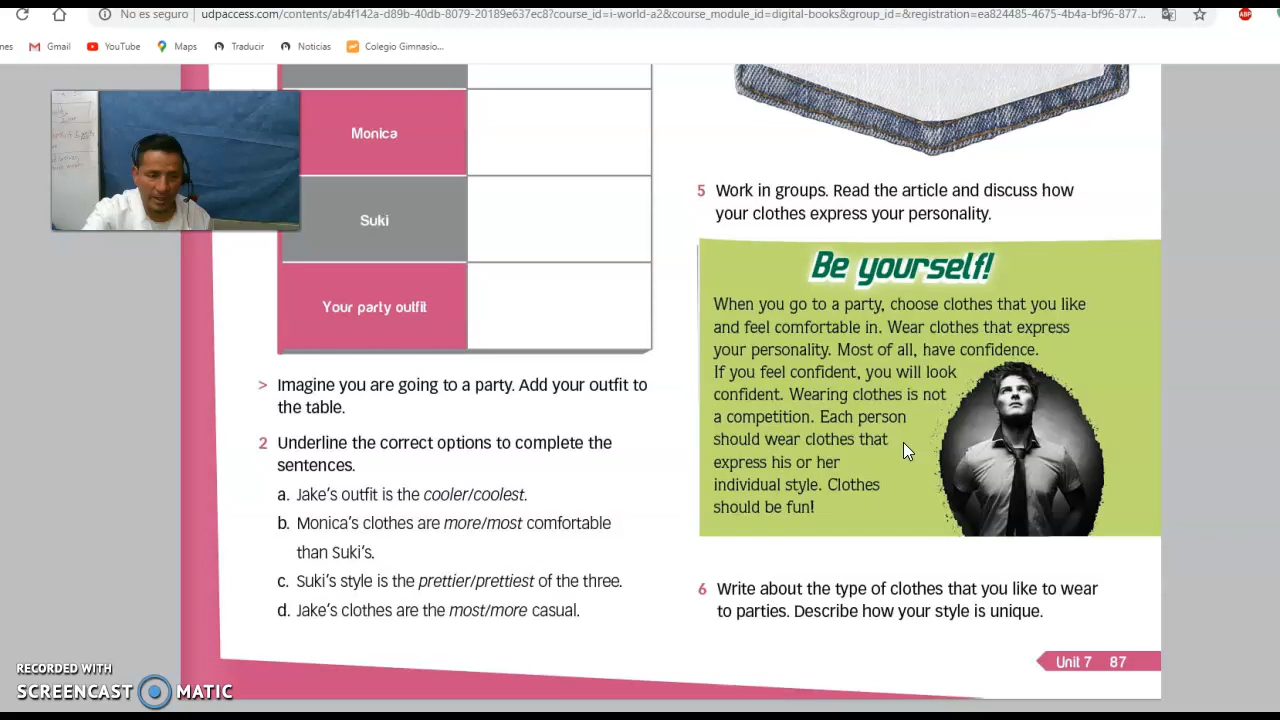 No es seguro
udpaccess.com/contents/ab4f142a-d89b-40db-8079-20189e637ec8?course_id=i-world-a2&course_module_id=digital-books&group_id=&registration=ea824485-4675-4b4a-bf96-877...
ABP
nes
Gmail
YouTube
Maps
Traducir
Noticias
Colegio Gimnasio...
Monica
Suki
Your party outfit
> Imagine you are going to a party. Add your outfit to
the table.
2 Underline the correct options to complete the
sentences.
a. Jake's outfit is the cooler/coolest.
b. Monica's clothes are more/most comfortable
than Suki's.
c. Suki's style is the prettier/prettiest of the three.
d. Jake's clothes are the most/more casual.
5 Work in groups. Read the article and discuss how
your clothes express your personality.
Be yourself!
When you go to a party, choose clothes that you like
and feel comfortable in. Wear clothes that express
your personality. Most of all, have confidence.
If you feel confident, you will look
confident. Wearing clothes is not
a competition. Each person
should wear clothes that
express his or her
individual style. Clothes
should be fun!
6 Write about the type of clothes that you like to wear
to parties. Describe how your style is unique.
Unit 7 87
RECORDED WITH
SCREENCAST MATIC